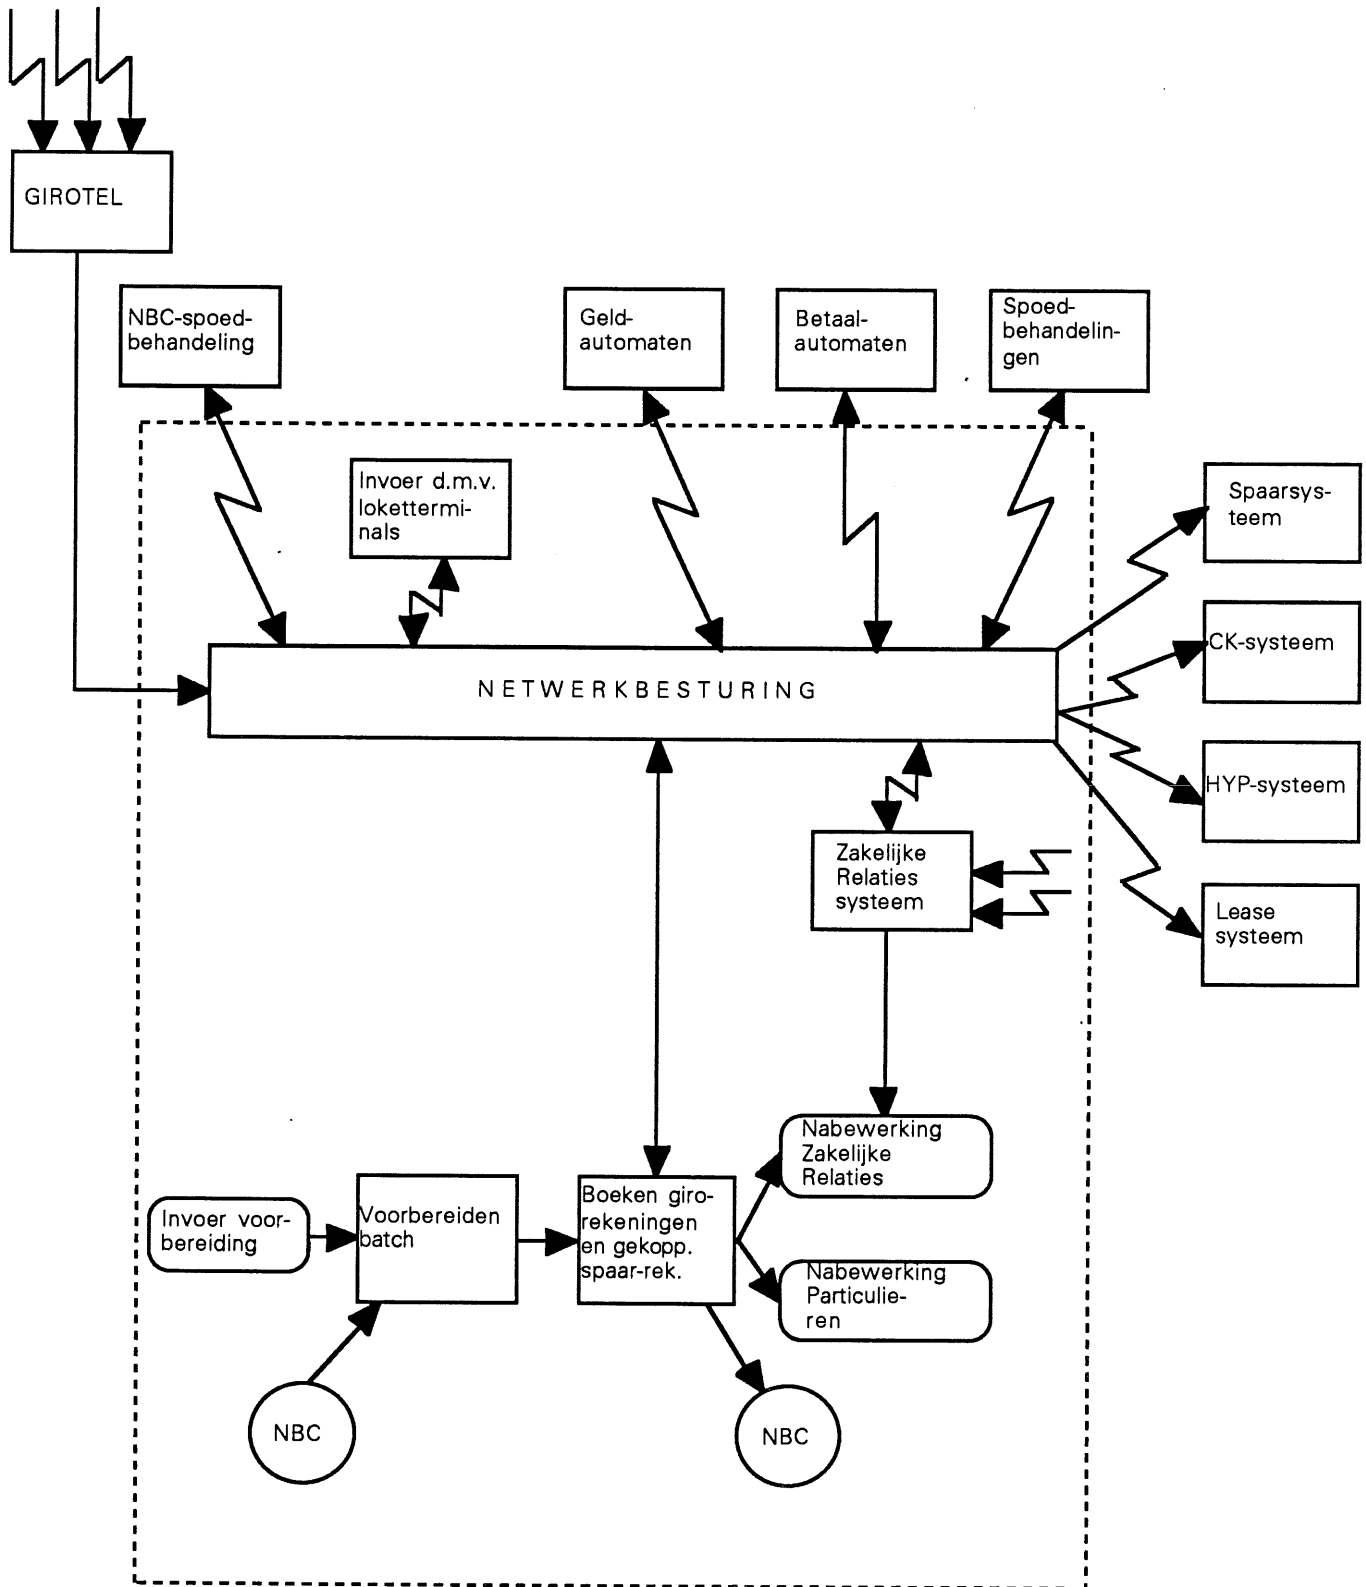 GIROTEL
NBC-spoed-
behandeling
Geld-
automaten
Betaal-
automaten
Spoed-
behandelin-
gen
Invoer d.m.v.
lokettermi-
nals
Spaarsys-
teem
CK-systeem
NETWERKBESTURING
HYP-systeem
Zakelijke
Relaties
systeem
Lease
systeem
Nabewerking
Zakelijke
Relaties
Invoer voor-
bereiding
Voorbereiden
batch
Boeken giro-
rekeningen
en gekopp.
spaar-rek.
Nabewerking
Particulie-
ren
NBC
NBC